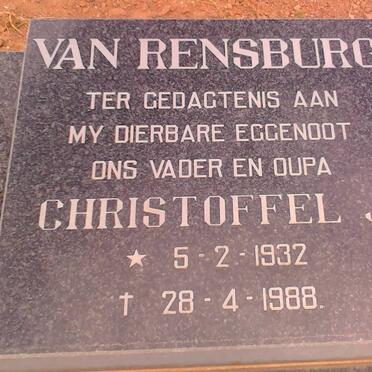 VAN RENSBURG
TER GEDAGTENIS AAN
MY DIERBARE EGGENOOT
ONS VADER EN OUPA
CHRISTOFFEL J
★ 5-2-1932
† 28-4-1988.